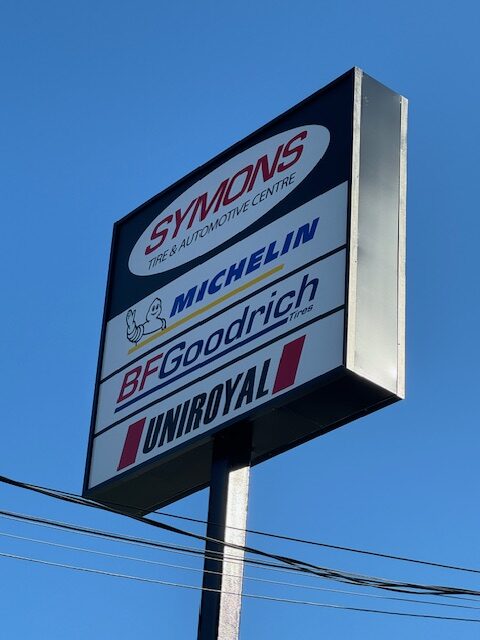 SYMONS
TIRE & AUTOMOTIVE CENTRE
MICHELIN
BFGoodrich
Tires
UNIROYAL